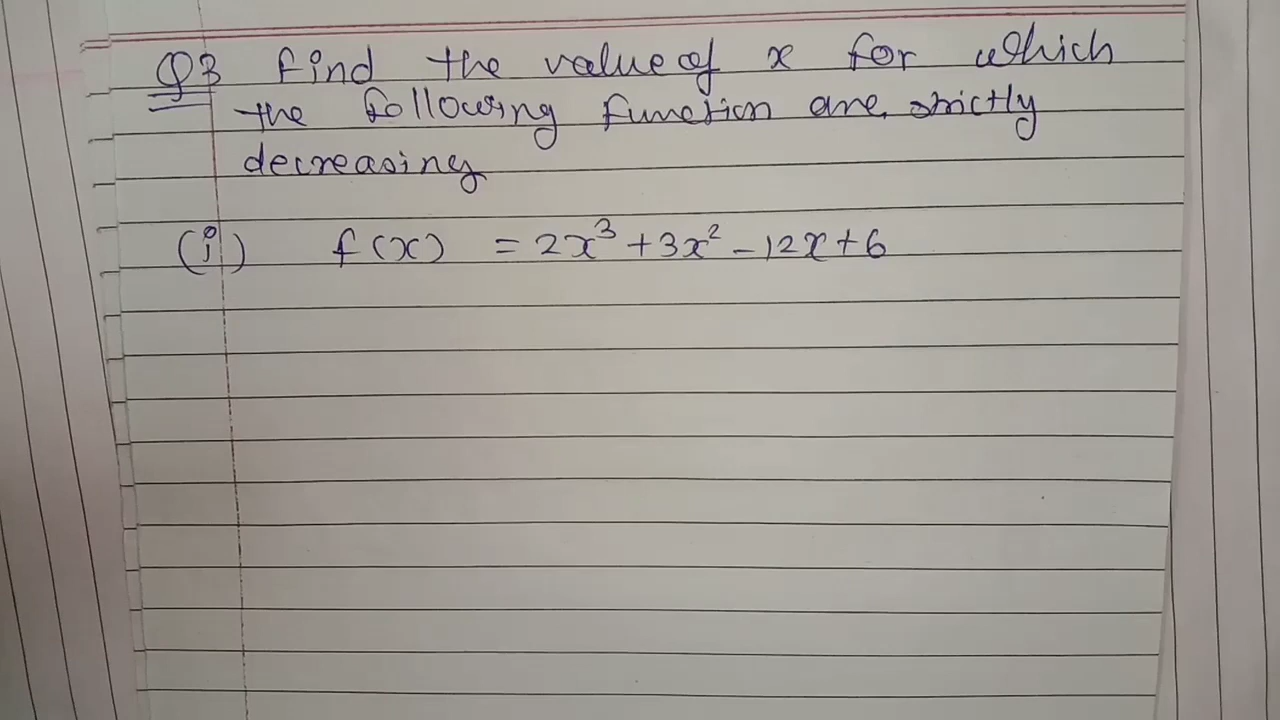 Q3 Find the value of x for which
the following function are strictly
decreasing
(i) f(x) = 2x³ + 3x² - 12x + 6